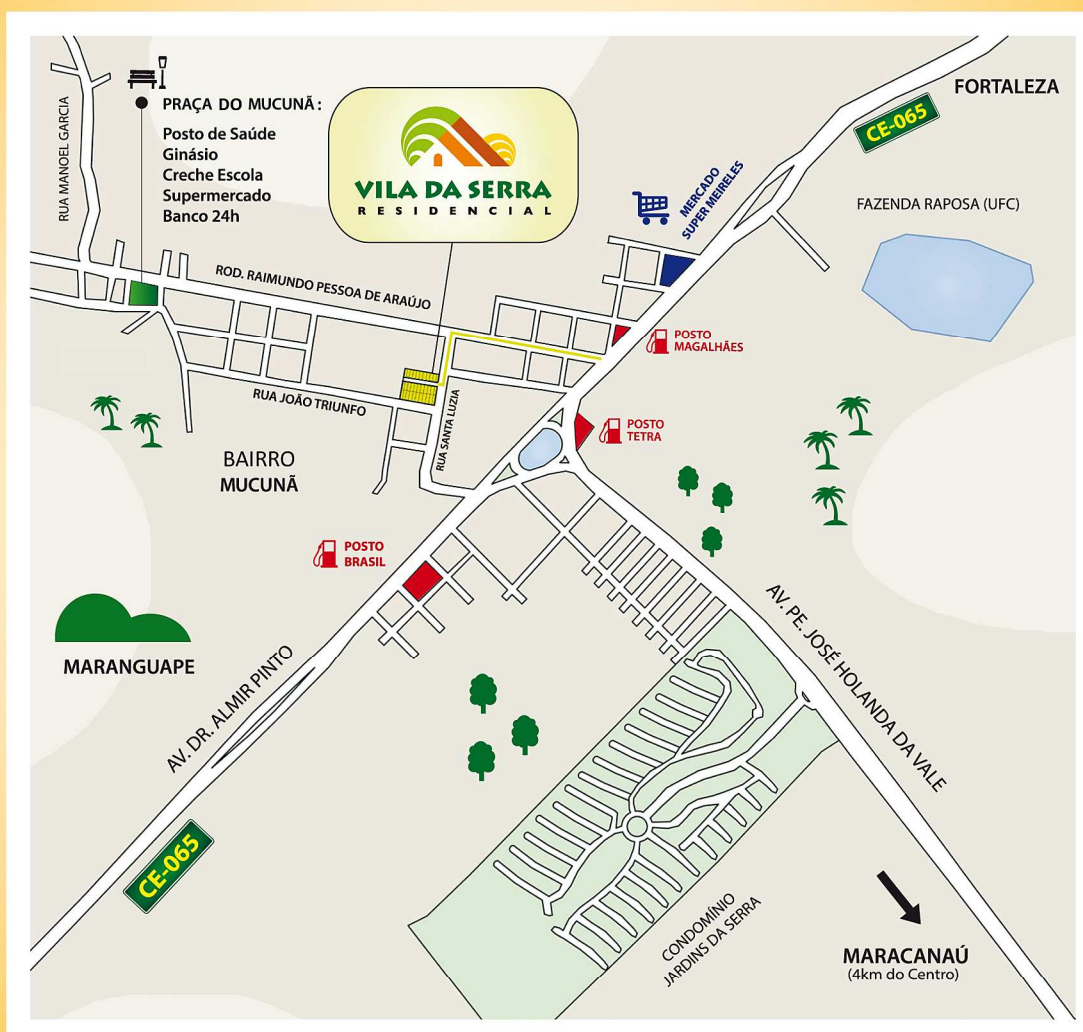 FORTALEZA
CE-065
RUA MANOEL GARCIA
PRAÇA DO MUCUNÃ:
Posto de Saúde
Ginásio
Creche Escola
Supermercado
Banco 24h
VILA DA SERRA
RESIDENCIAL
MERCADO
SUPER MEIRELES
FAZENDA RAPOSA (UFC)
ROD. RAIMUNDO PESSOA DE ARAÚJO
POSTO
MAGALHÃES
RUA JOÃO TRIUNFO
RUA SANTA LUZIA
POSTO
TETRA
BAIRRO
MUCUNÃ
POSTO
BRASIL
MARANGUAPE
AV. DR. ALMIR PINTO
AV. PE. JOSÉ HOLANDA DA VALE
CE-065
CONDOMÍNIO
JARDINS DA SERRA
MARACANAÚ
(4km do Centro)